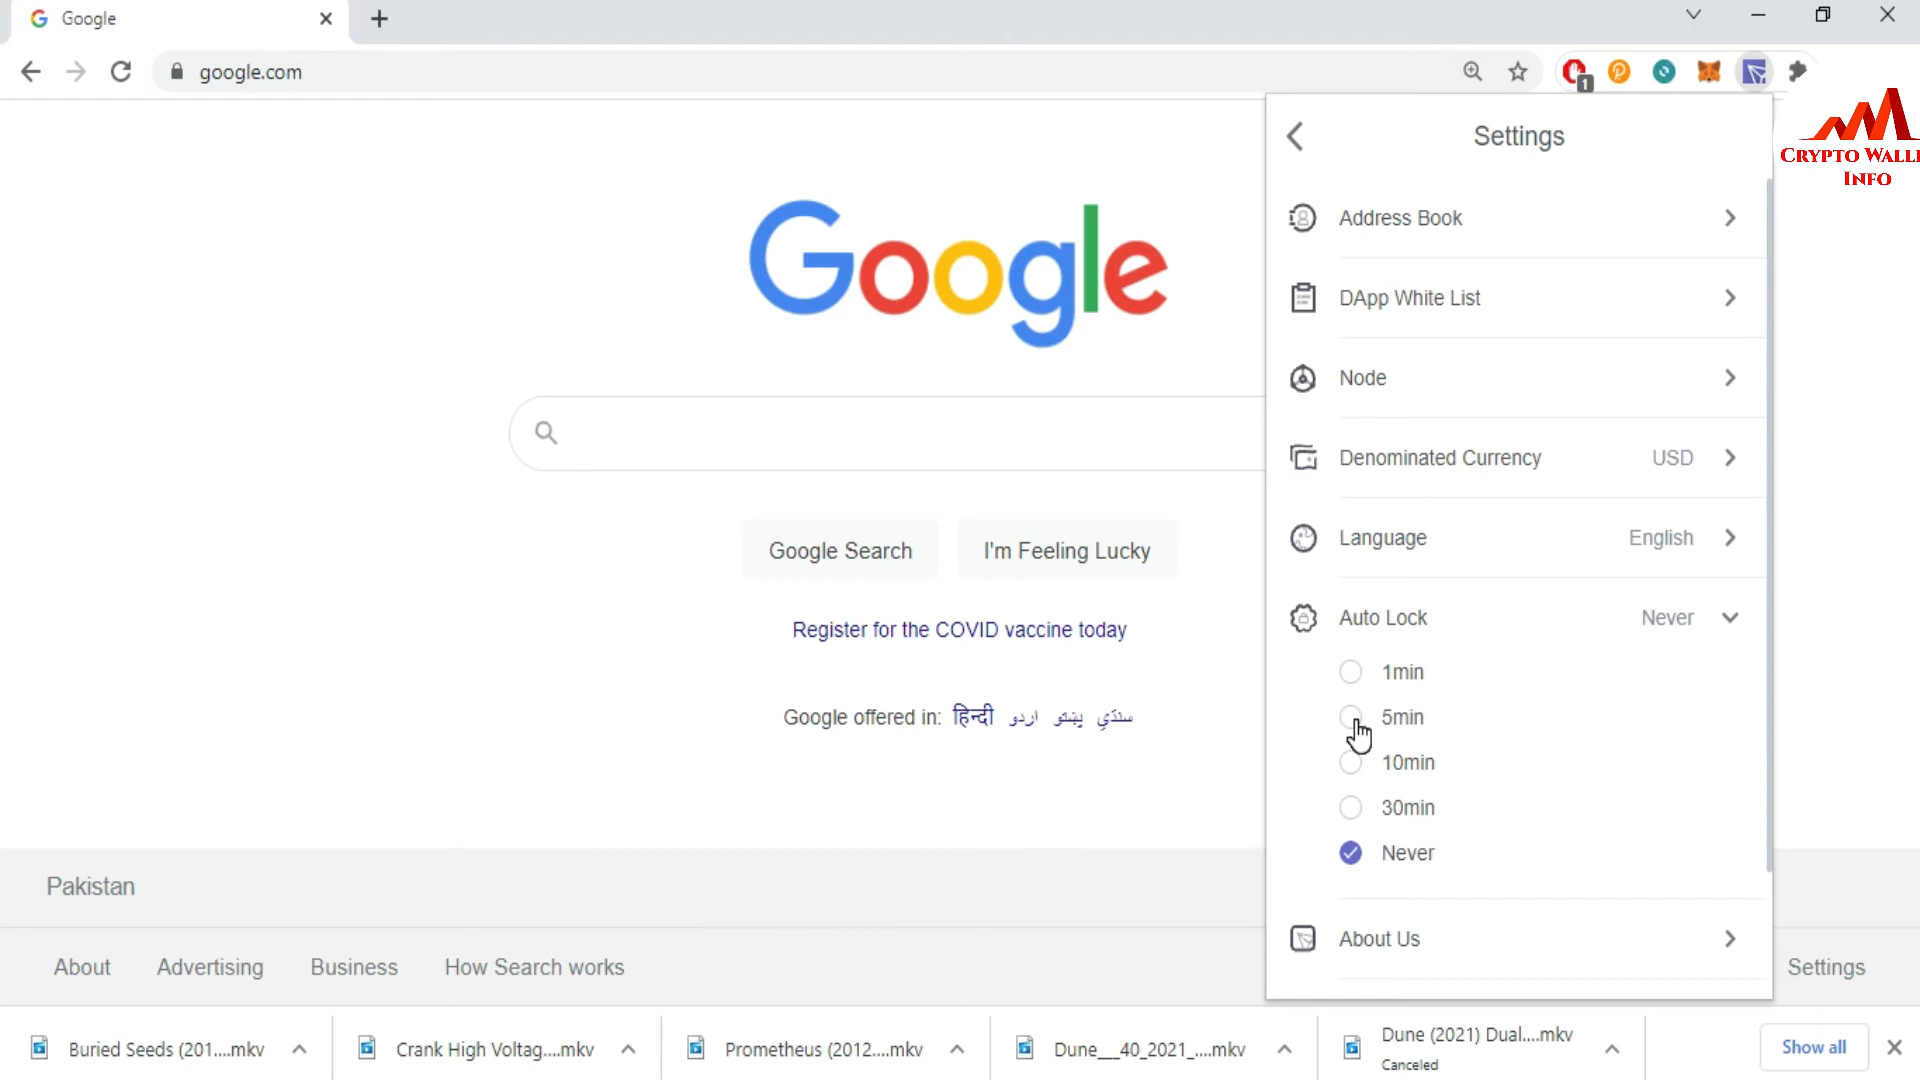 Google
google.com
1
CRYPTO WALLE
INFO
Settings
Address Book
DApp White List
Node
Denominated Currency USD
Language English
Auto Lock Never
1min
5min
10min
30min
Never
About Us
Google
Google Search
I'm Feeling Lucky
Register for the COVID vaccine today
Google offered in: हिन्दी اردو پښتو سنڌي
Pakistan
About Advertising Business How Search works
Settings
Buried Seeds (201....mkv
Crank High Voltag....mkv
Prometheus (2012....mkv
Dune___40_2021_....mkv
Dune (2021) Dual....mkv
Canceled
Show all